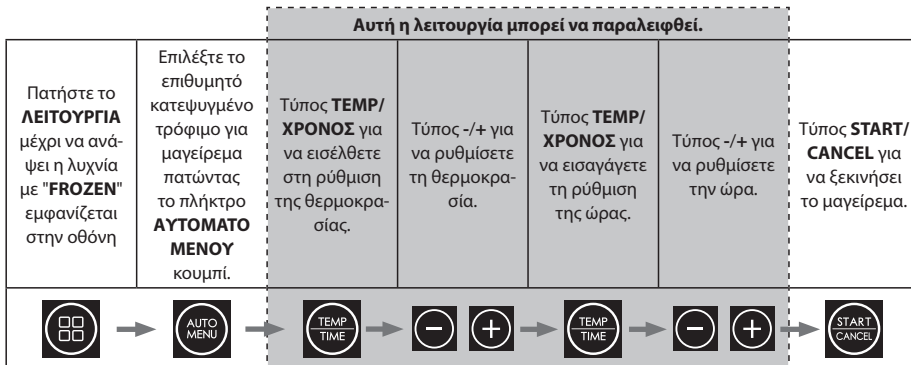 Αυτή η λειτουργία μπορεί να παραλειφθεί.
Πατήστε το
ΛΕΙΤΟΥΡΓΙΑ
μέχρι να ανά-
ψει η λυχνία
με "FROZEN"
εμφανίζεται
στην οθόνη
Επιλέξτε το
επιθυμητό
κατεψυγμένο
τρόφιμο για
μαγείρεμα
πατώντας
το πλήκτρο
ΑΥΤΟΜΑΤΟ
ΜΕΝΟΥ
κουμπί.
Τύπος TEMP/
ΧΡΟΝΟΣ για
να εισέλθετε
στη ρύθμιση
της θερμοκρα-
σίας.
Τύπος -/+ για
να ρυθμίσετε
τη θερμοκρα-
σία.
Τύπος TEMP/
ΧΡΟΝΟΣ για
να εισαγάγετε
τη ρύθμιση
της ώρας.
Τύπος -/+ για
να ρυθμίσετε
την ώρα.
Τύπος START/
CANCEL για
να ξεκινήσει
το μαγείρεμα.
AUTO
MENU
TEMP
TIME
− +
TEMP
TIME
− +
START
CANCEL